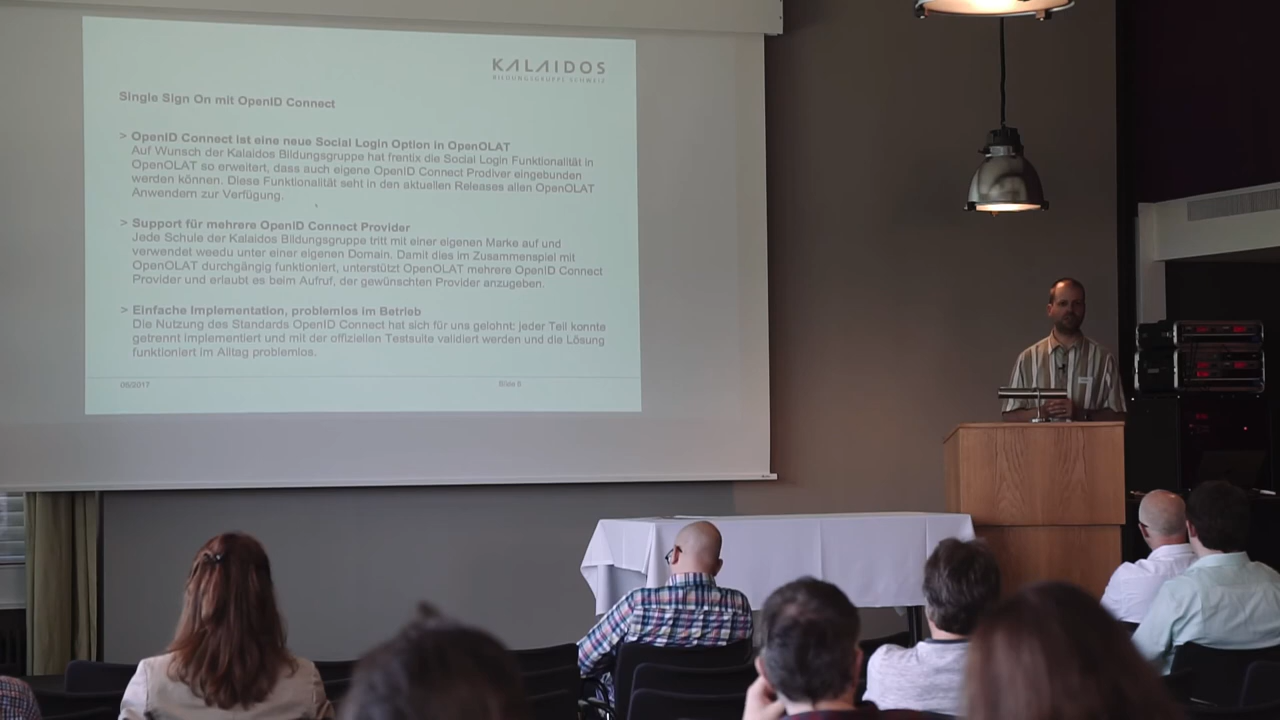 KALAIDOS
BILDUNGSGRUPPE SCHWEIZ
Single Sign On mit OpenID Connect
> OpenID Connect ist eine neue Social Login Option in OpenOLAT
Auf Wunsch der Kalaidos Bildungsgruppe hat frentix die Social Login Funktionalität in
OpenOLAT so erweitert, dass auch eigene OpenID Connect Prodiver eingebunden
werden können. Diese Funktionalität seht in den aktuellen Releases allen OpenOLAT
Anwendern zur Verfügung.
> Support für mehrere OpenID Connect Provider
Jede Schule der Kalaidos Bildungsgruppe tritt mit einer eigenen Marke auf und
verwendet weedu unter einer eigenen Domain. Damit dies im Zusammenspiel mit
OpenOLAT durchgängig funktioniert, unterstützt OpenOLAT mehrere OpenID Connect
Provider und erlaubt es beim Aufruf, der gewünschten Provider anzugeben.
> Einfache Implementation, problemlos im Betrieb
Die Nutzung des Standards OpenID Connect hat sich für uns gelohnt: jeder Teil konnte
getrennt implementiert und mit der offiziellen Testsuite validiert werden und die Lösung
funktioniert im Alltag problemlos.
06/2017
Slide 8